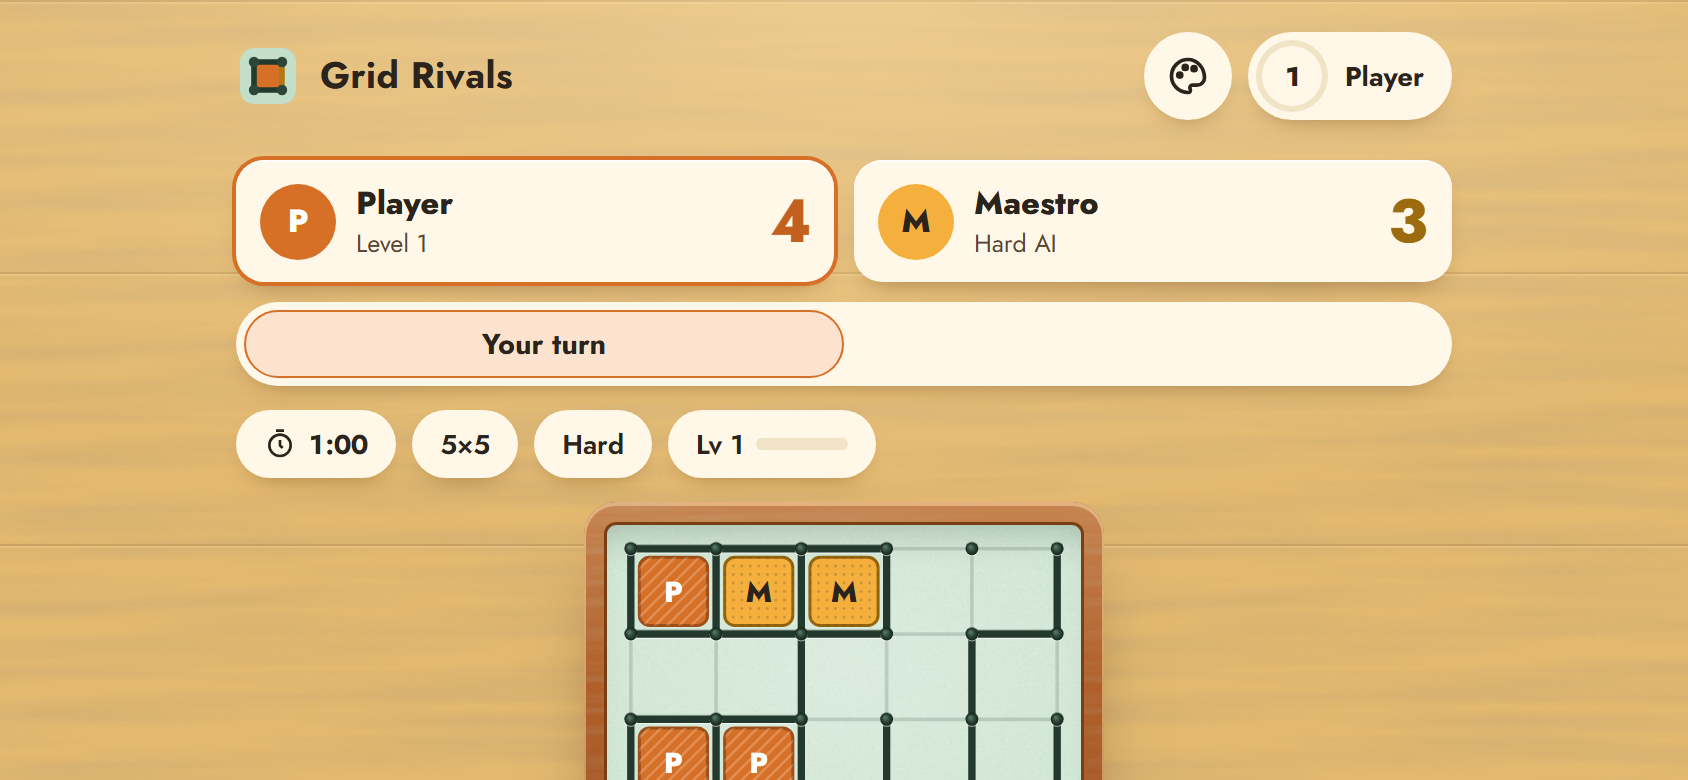 Grid Rivals
1 Player
P Player 4
Level 1
M Maestro 3
Hard AI
Your turn
1:00 5×5 Hard Lv 1
P M M
P P